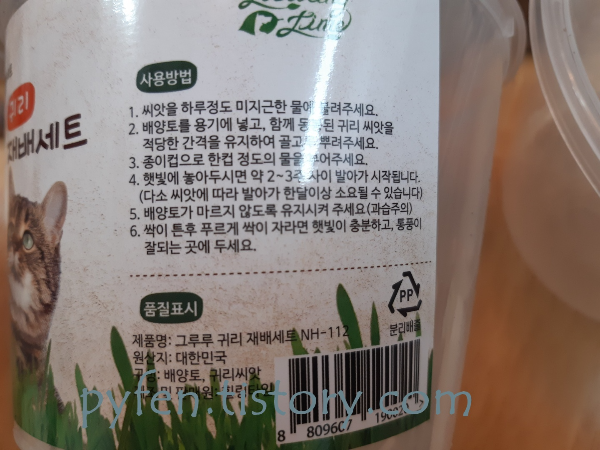 Line
귀리
재배세트
사용방법
1. 씨앗을 하루정도 미지근한 물에 불려주세요.
2. 배양토를 용기에 넣고, 함께 동봉된 귀리 씨앗을
적당한 간격을 유지하여 골고루 뿌려주세요.
3. 종이컵으로 한컵 정도의 물을 부어주세요.
4. 햇빛에 놓아두시면 약 2~3주 사이 발아가 시작됩니다.
(다소 씨앗에 따라 발아가 한달이상 소요될 수 있습니다)
5. 배양토가 마르지 않도록 유지시켜 주세요(과습주의)
6. 싹이 튼후 푸르게 싹이 자라면 햇빛이 충분하고, 통풍이
잘되는 곳에 두세요.
품질표시
제품명: 그루루 귀리 재배세트 NH-112
원산지: 대한민국
구성: 배양토, 귀리씨앗
판매원:
PP
분리배출
8 809607
pyfen.tistory.com